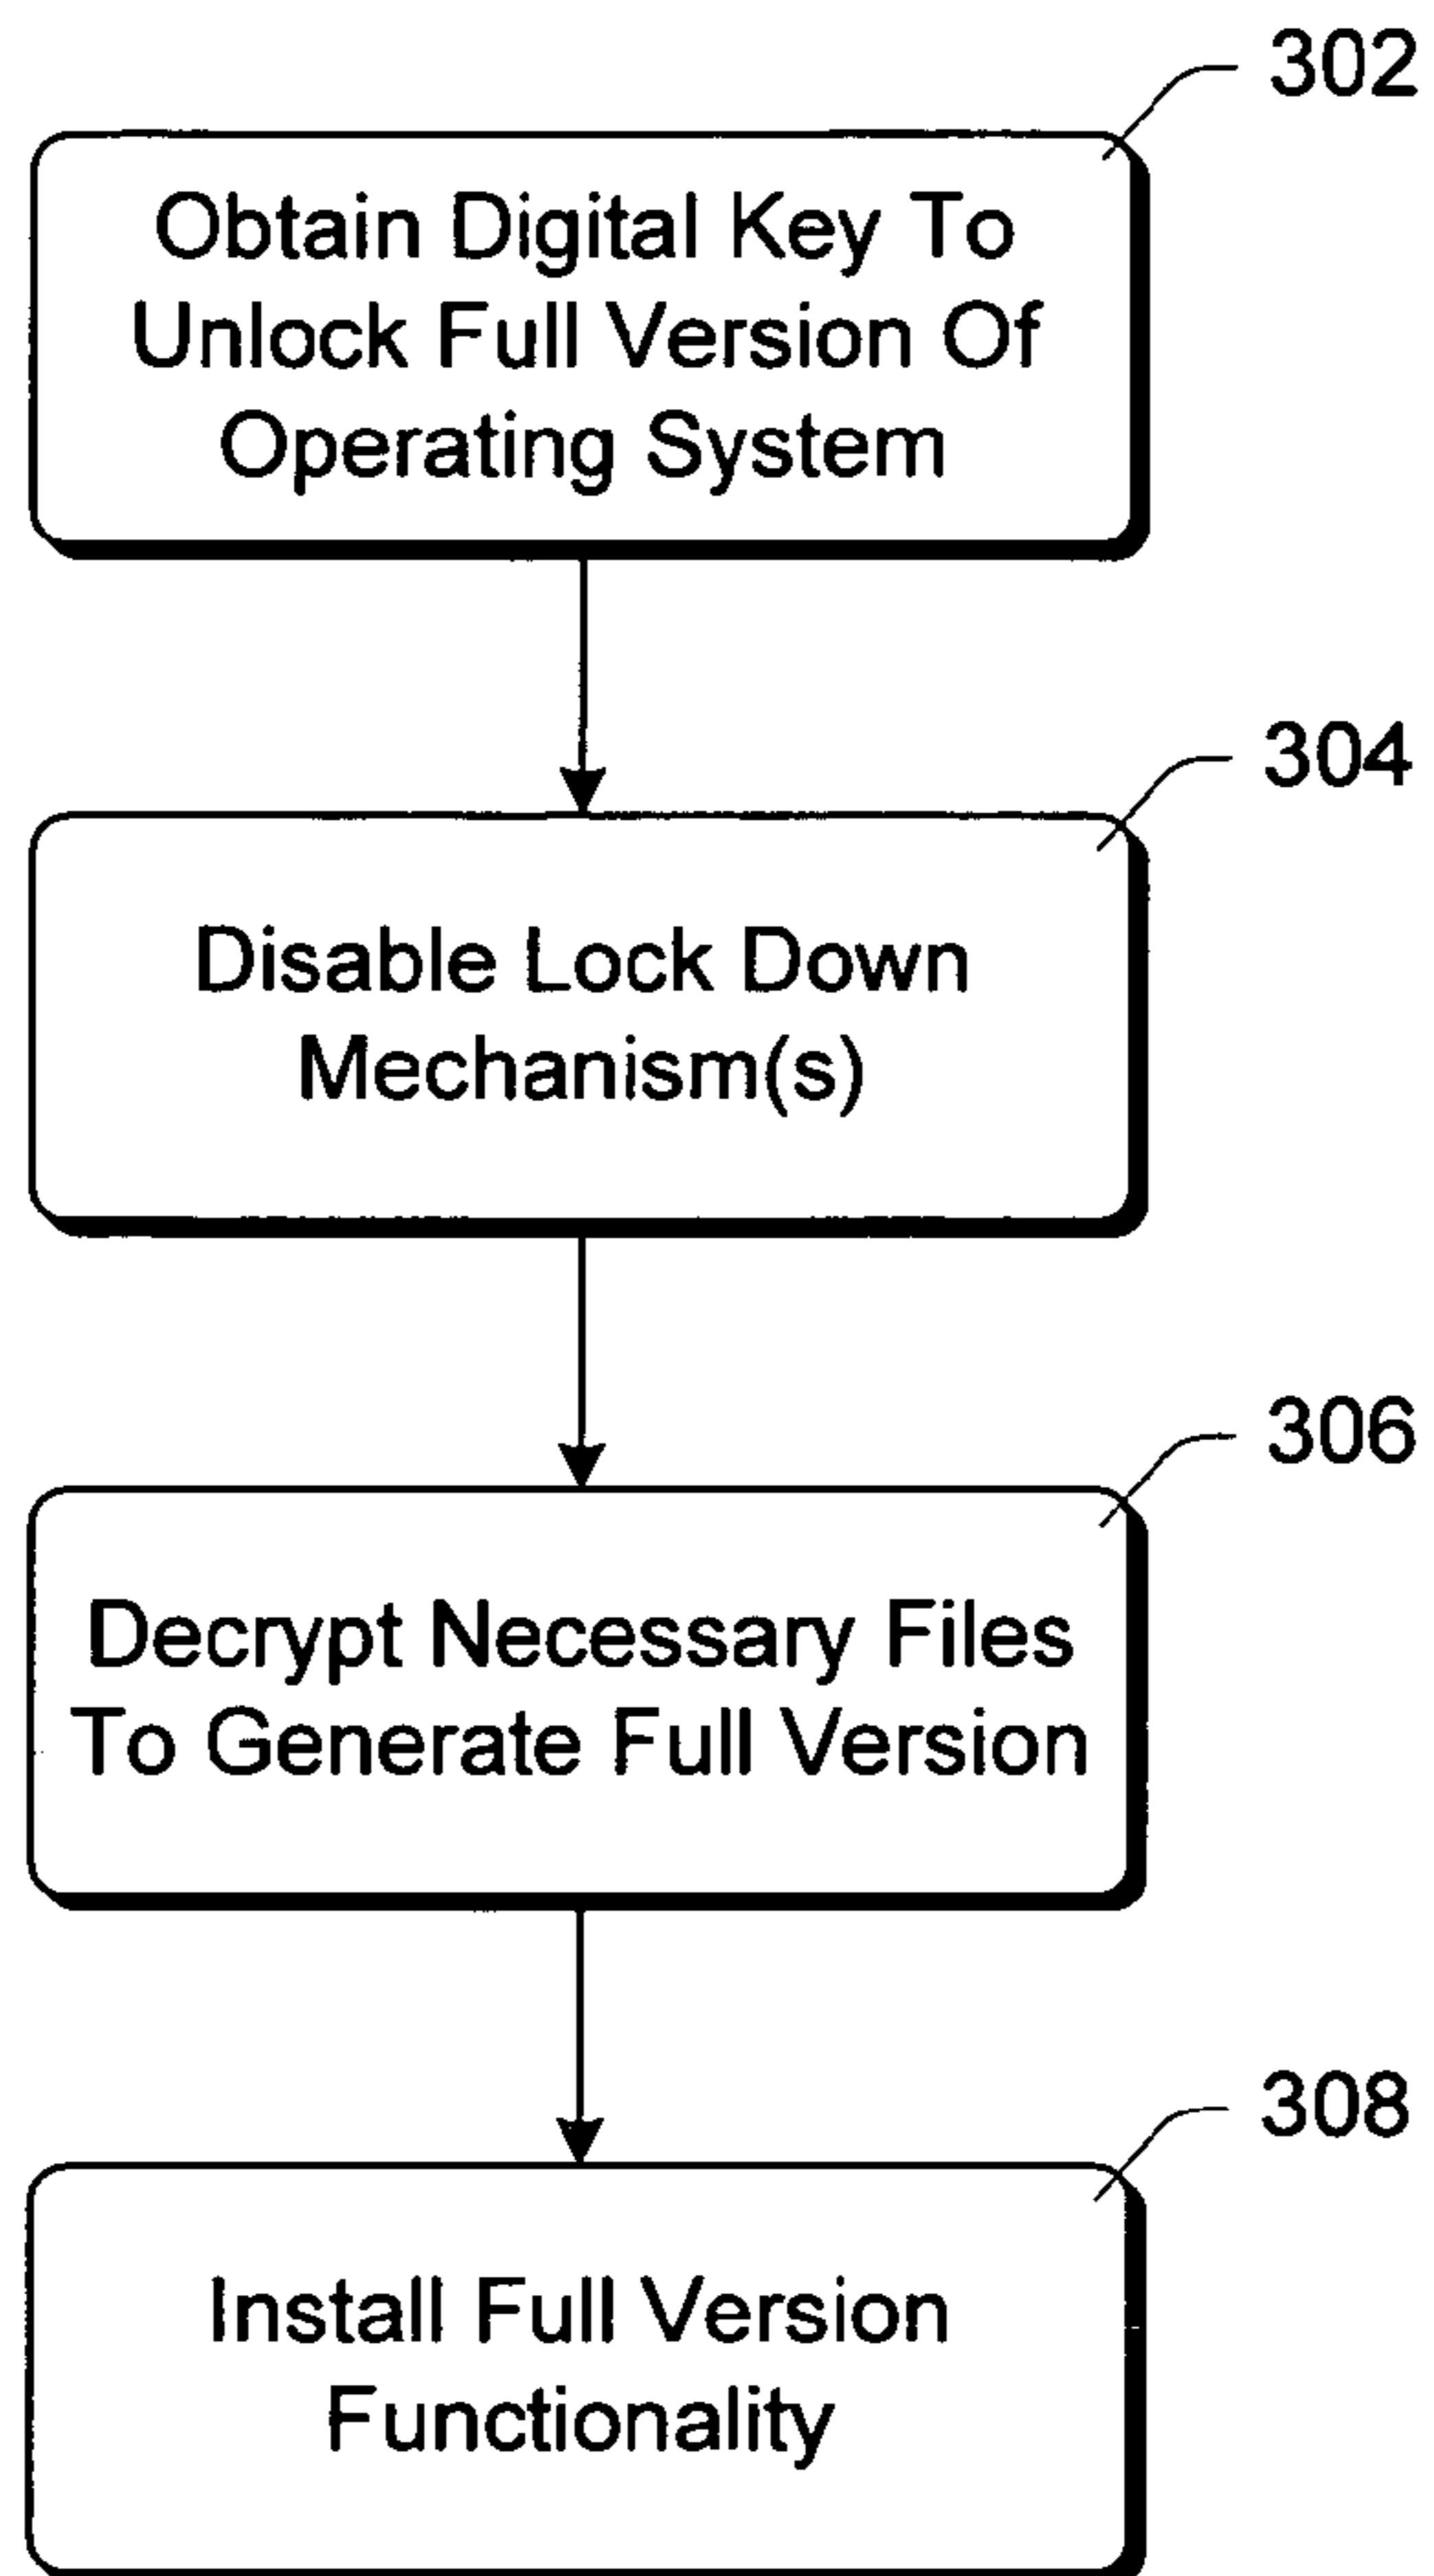 302
Obtain Digital Key To
Unlock Full Version Of
Operating System
304
Disable Lock Down
Mechanism(s)
306
Decrypt Necessary Files
To Generate Full Version
308
Install Full Version
Functionality